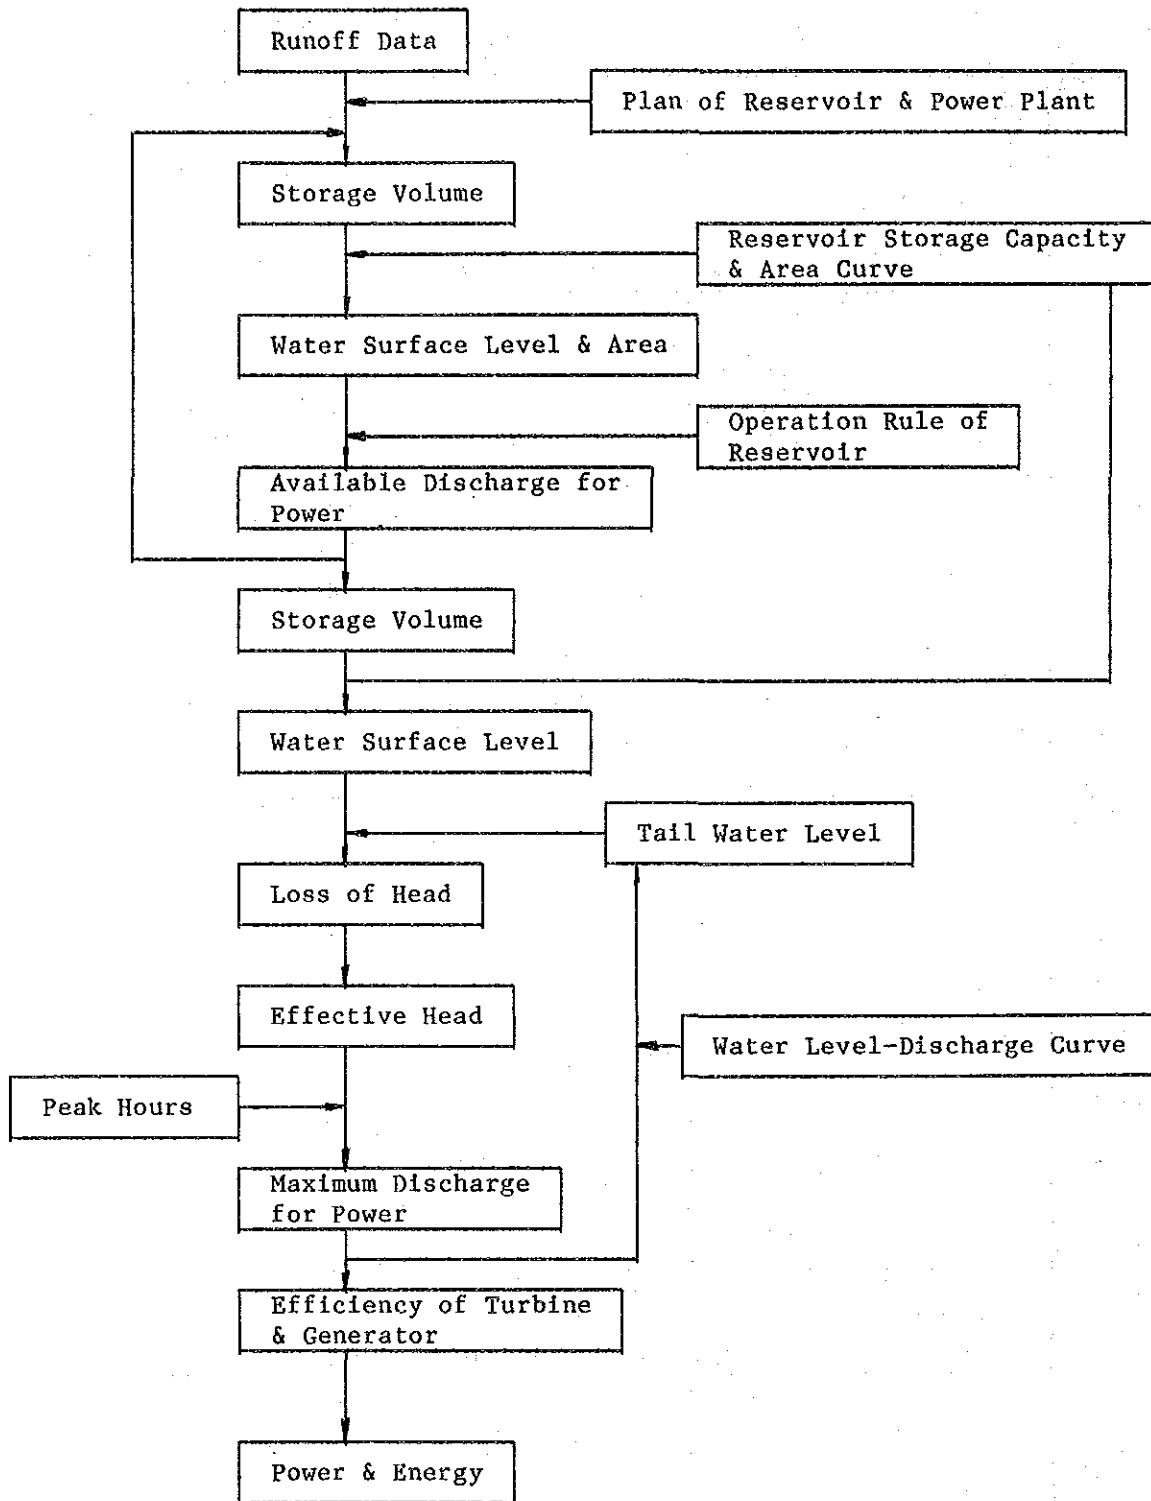 Runoff Data
Plan of Reservoir & Power Plant
Storage Volume
Reservoir Storage Capacity
& Area Curve
Water Surface Level & Area
Operation Rule of
Reservoir
Available Discharge for
Power
Storage Volume
Water Surface Level
Tail Water Level
Loss of Head
Effective Head
Water Level-Discharge Curve
Peak Hours
Maximum Discharge
for Power
Efficiency of Turbine
& Generator
Power & Energy